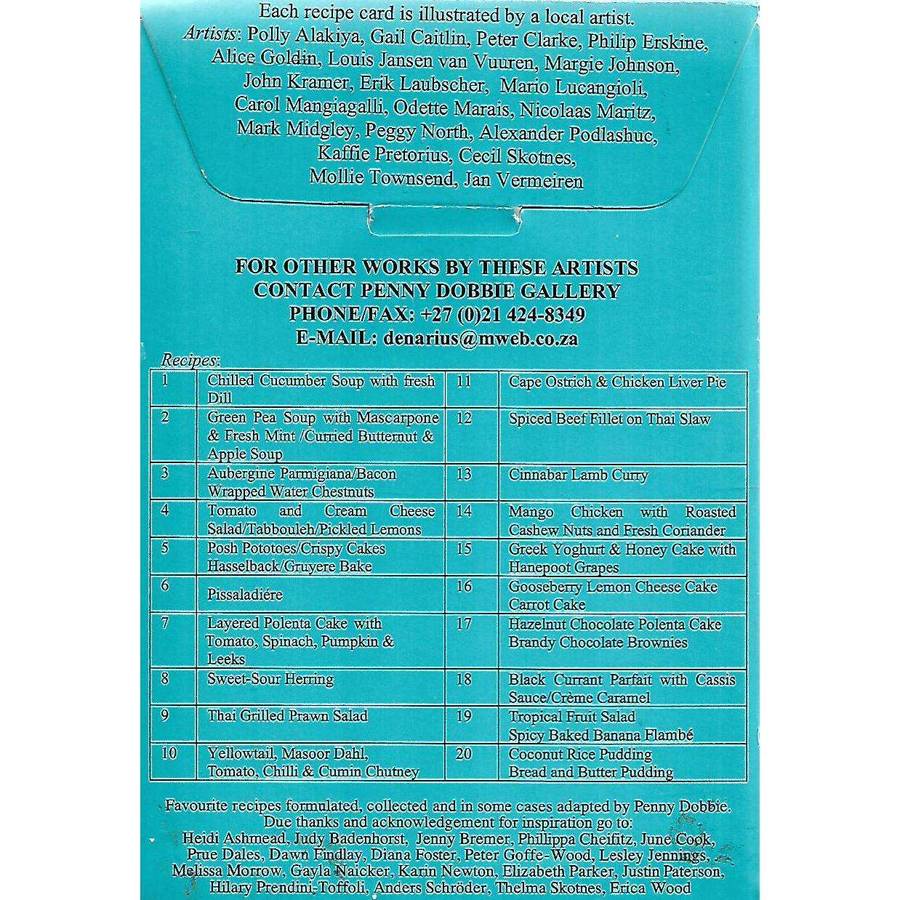 Each recipe card is illustrated by a local artist.
Artists: Polly Alakiya, Gail Caitlin, Peter Clarke, Philip Erskine,
Alice Goldin, Louis Jansen van Vuuren, Margie Johnson,
John Kramer, Erik Laubscher, Mario Lucangioli,
Carol Mangiagalli, Odette Marais, Nicolaas Maritz,
Mark Midgley, Peggy North, Alexander Podlashuc,
Kaffie Pretorius, Cecil Skotnes,
Mollie Townsend, Jan Vermeiren
FOR OTHER WORKS BY THESE ARTISTS
CONTACT PENNY DOBBIE GALLERY
PHONE/FAX: +27 (0)21 424-8349
E-MAIL: denarius@mweb.co.za
Recipes:
1 Chilled Cucumber Soup with fresh
Dill
2 Green Pea Soup with Mascarpone
& Fresh Mint /Curried Butternut &
Apple Soup
3 Aubergine Parmigiana/Bacon
Wrapped Water Chestnuts
4 Tomato and Cream Cheese
Salad/Tabbouleh/Pickled Lemons
5 Posh Pototoes/Crispy Cakes
Hasselback/Gruyere Bake
6 Pissaladiére
7 Layered Polenta Cake with
Tomato, Spinach, Pumpkin &
Leeks
8 Sweet-Sour Herring
9 Thai Grilled Prawn Salad
10 Yellowtail, Masoor Dahl,
Tomato, Chilli & Cumin Chutney
11 Cape Ostrich & Chicken Liver Pie
12 Spiced Beef Fillet on Thai Slaw
13 Cinnabar Lamb Curry
14 Mango Chicken with Roasted
Cashew Nuts and Fresh Coriander
15 Greek Yoghurt & Honey Cake with
Hanepoot Grapes
16 Gooseberry Lemon Cheese Cake
Carrot Cake
17 Hazelnut Chocolate Polenta Cake
Brandy Chocolate Brownies
18 Black Currant Parfait with Cassis
Sauce/Crème Caramel
19 Tropical Fruit Salad
Spicy Baked Banana Flambé
20 Coconut Rice Pudding
Bread and Butter Pudding
Favourite recipes formulated, collected and in some cases adapted by Penny Dobbie.
Due thanks and acknowledgement for inspiration go to:
Heidi Ashmead, Judy Badenhorst, Jenny Bremer, Phillippa Cheifitz, June Cook,
Prue Dales, Dawn Findlay, Diana Foster, Peter Goffe-Wood, Lesley Jennings,
Melissa Morrow, Gayla Naicker, Karin Newton, Elizabeth Parker, Justin Paterson,
Hilary Prendini-Toffoli, Anders Schröder, Thelma Skotnes, Erica Wood